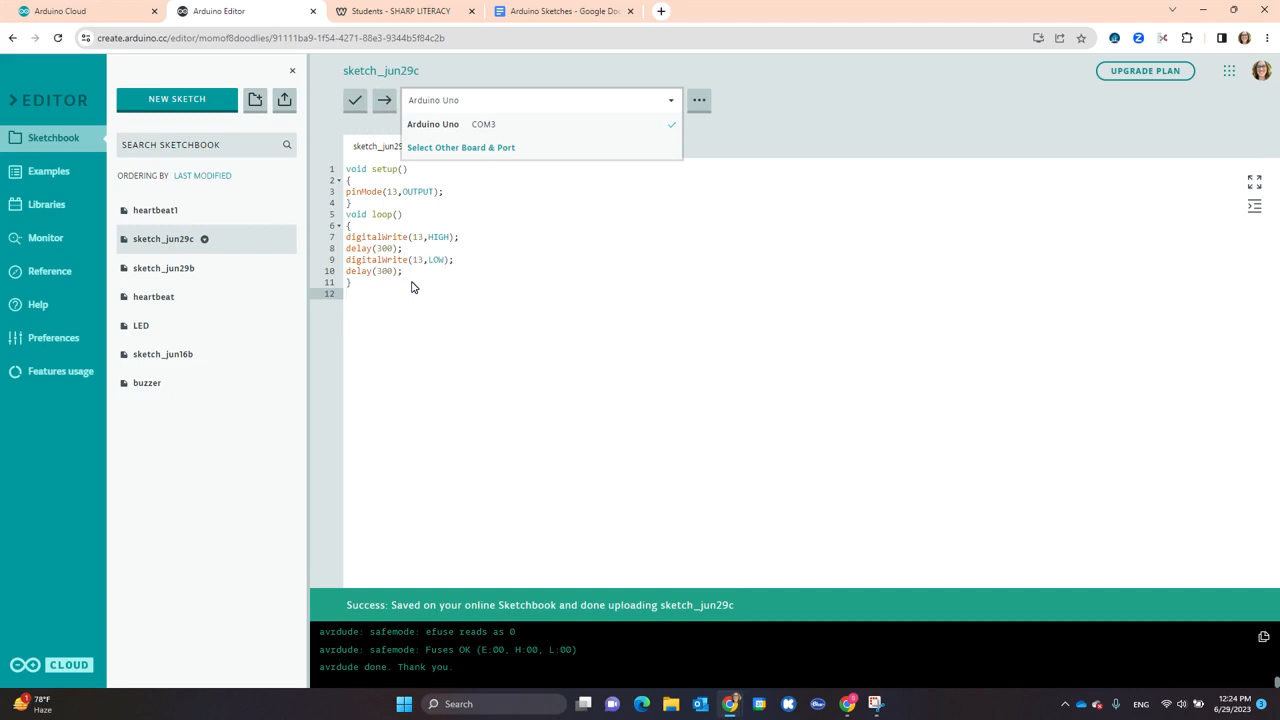 Arduino Cloud
Arduino Editor
Students — SHARP LITERACY
Arduino Sketches - Google Doc
create.arduino.cc/editor/momof8doodlies/91111ba9-1f54-4271-88e3-9344b5f84c2b
EDITOR
Sketchbook
Examples
Libraries
Monitor
Reference
Help
Preferences
Features usage
CLOUD
NEW SKETCH
SEARCH SKETCHBOOK
ORDERING BY LAST MODIFIED
heartbeat1
sketch_jun29c
sketch_jun29b
heartbeat
LED
sketch_jun16b
buzzer
sketch_jun29c
UPGRADE PLAN
Arduino Uno
Arduino Uno COM3
Select Other Board & Port
sketch_jun29
1 void setup()
2 {
3 pinMode(13,OUTPUT);
4 }
5 void loop()
6 {
7 digitalWrite(13,HIGH);
8 delay(300);
9 digitalWrite(13,LOW);
10 delay(300);
11 }
12
Success: Saved on your online Sketchbook and done uploading sketch_jun29c
avrdude: safemode: efuse reads as 0
avrdude: safemode: Fuses OK (E:00, H:00, L:00)
avrdude done. Thank you.
78°F
Haze
Search
ENG
12:24 PM
6/29/2023